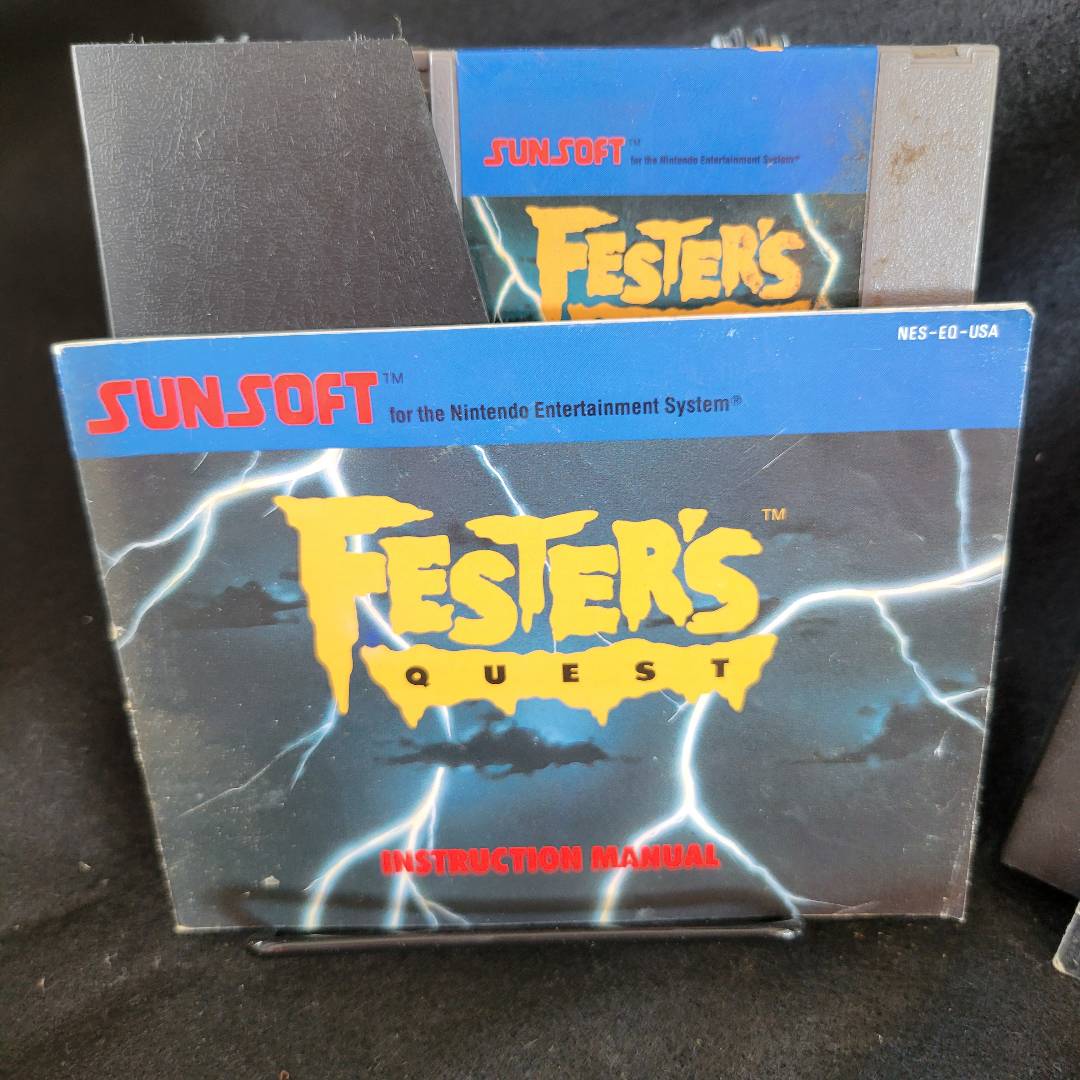 SUNSOFT™
for the Nintendo Entertainment System®
FESTER'S
NES-EQ-USA
SUNSOFT™
for the Nintendo Entertainment System®
FESTER'S™
QUEST
INSTRUCTION MANUAL